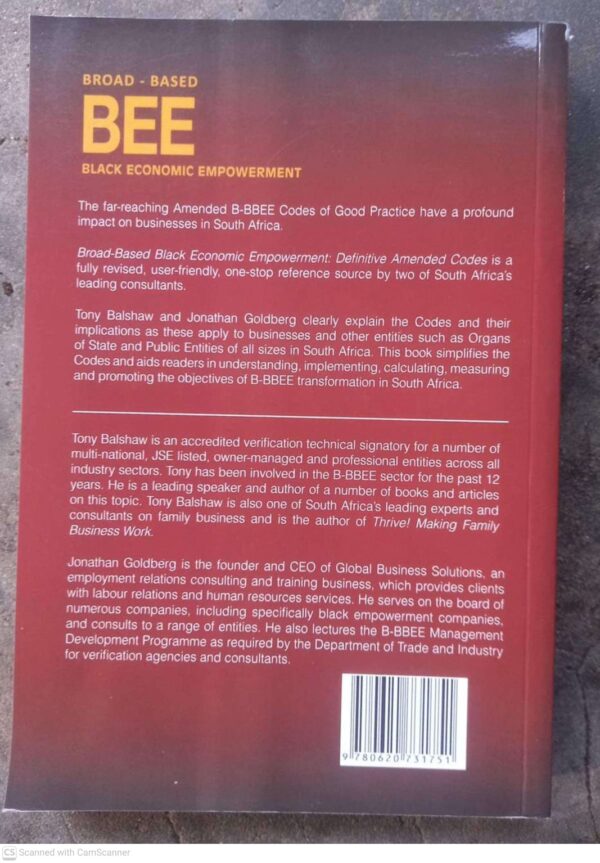 BROAD - BASED
BEE
BLACK ECONOMIC EMPOWERMENT
The far-reaching Amended B-BBEE Codes of Good Practice have a profound
impact on businesses in South Africa.
Broad-Based Black Economic Empowerment: Definitive Amended Codes is a
fully revised, user-friendly, one-stop reference source by two of South Africa's
leading consultants.
Tony Balshaw and Jonathan Goldberg clearly explain the Codes and their
implications as these apply to businesses and other entities such as Organs
of State and Public Entities of all sizes in South Africa. This book simplifies the
Codes and aids readers in understanding, implementing, calculating, measuring
and promoting the objectives of B-BBEE transformation in South Africa.
Tony Balshaw is an accredited verification technical signatory for a number of
multi-national, JSE listed, owner-managed and professional entities across all
industry sectors. Tony has been involved in the B-BBEE sector for the past 12
years. He is a leading speaker and author of a number of books and articles
on this topic. Tony Balshaw is also one of South Africa's leading experts and
consultants on family business and is the author of Thrive! Making Family
Business Work.
Jonathan Goldberg is the founder and CEO of Global Business Solutions, an
employment relations consulting and training business, which provides clients
with labour relations and human resources services. He serves on the board of
numerous companies, including specifically black empowerment companies,
and consults to a range of entities. He also lectures the B-BBEE Management
Development Programme as required by the Department of Trade and Industry
for verification agencies and consultants.
9 780620 731751
CS Scanned with CamScanner